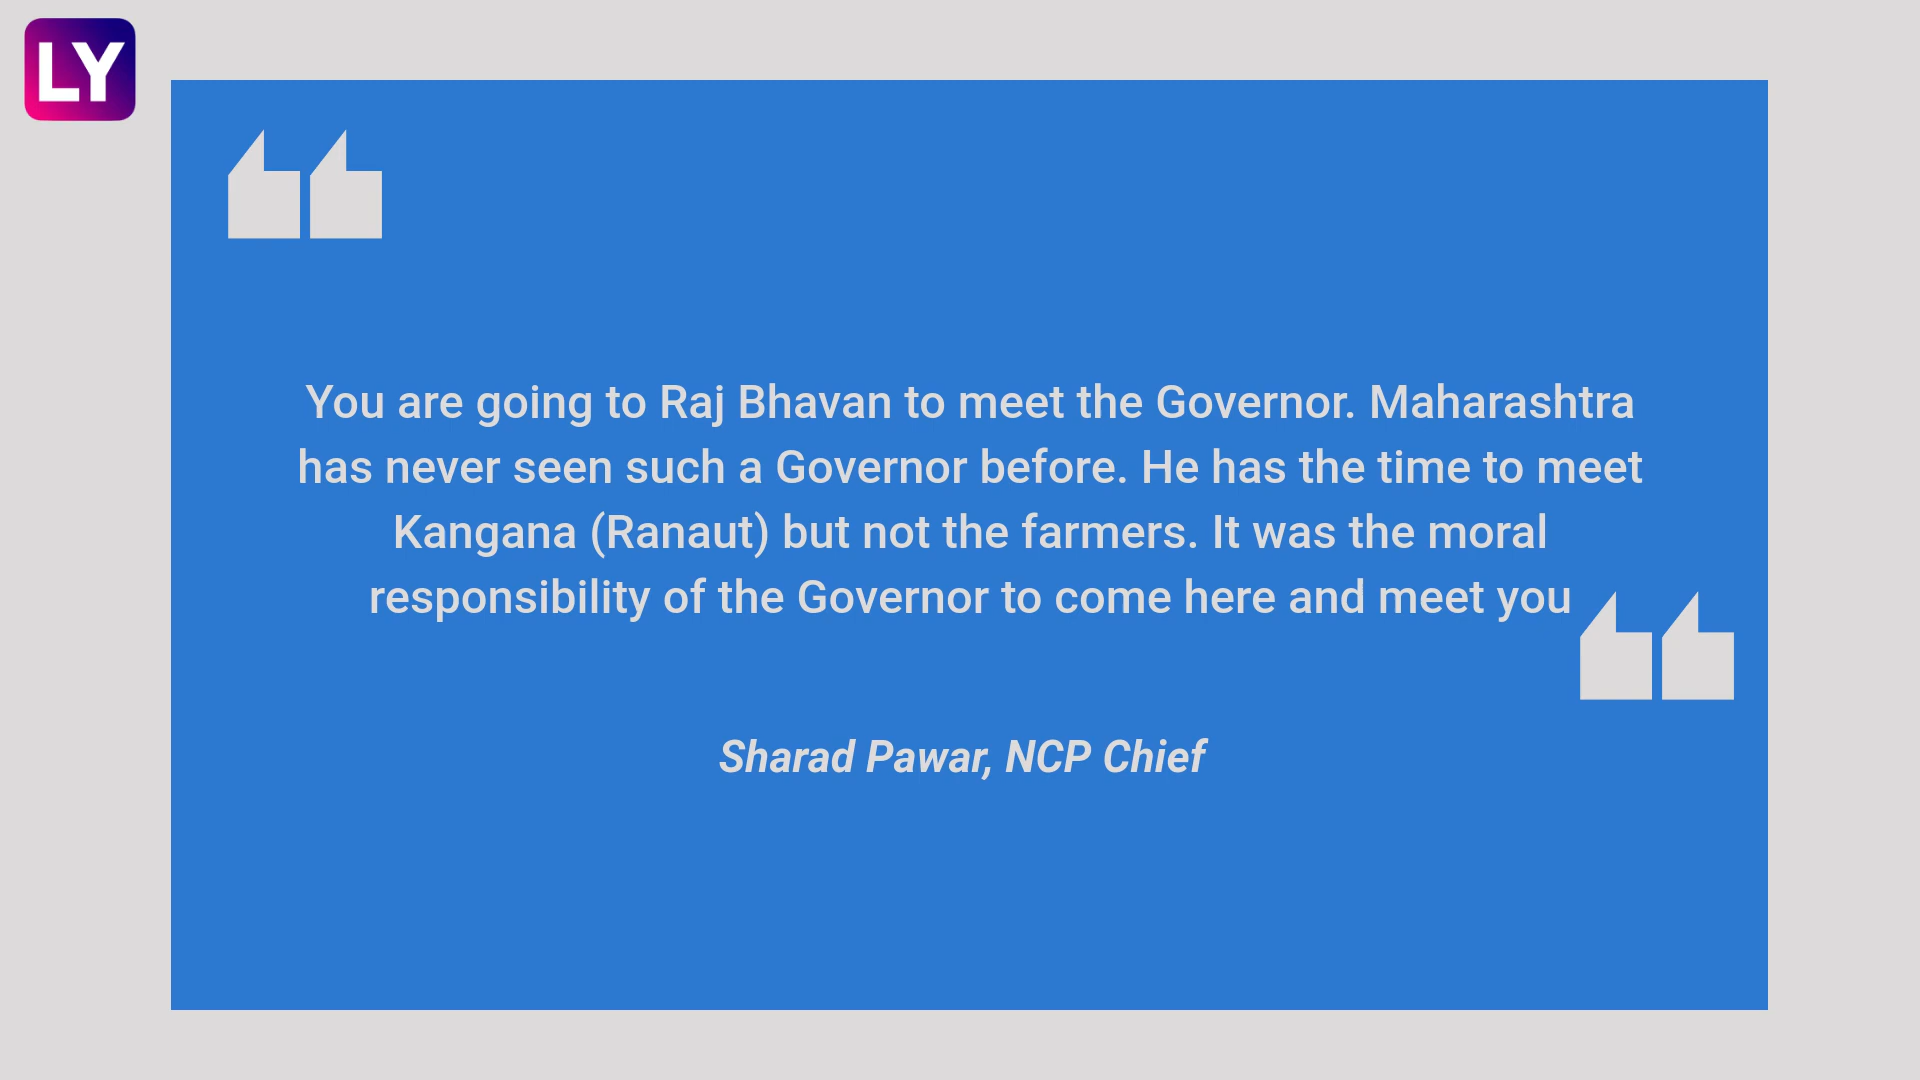 LY
You are going to Raj Bhavan to meet the Governor. Maharashtra
has never seen such a Governor before. He has the time to meet
Kangana (Ranaut) but not the farmers. It was the moral
responsibility of the Governor to come here and meet you
Sharad Pawar, NCP Chief